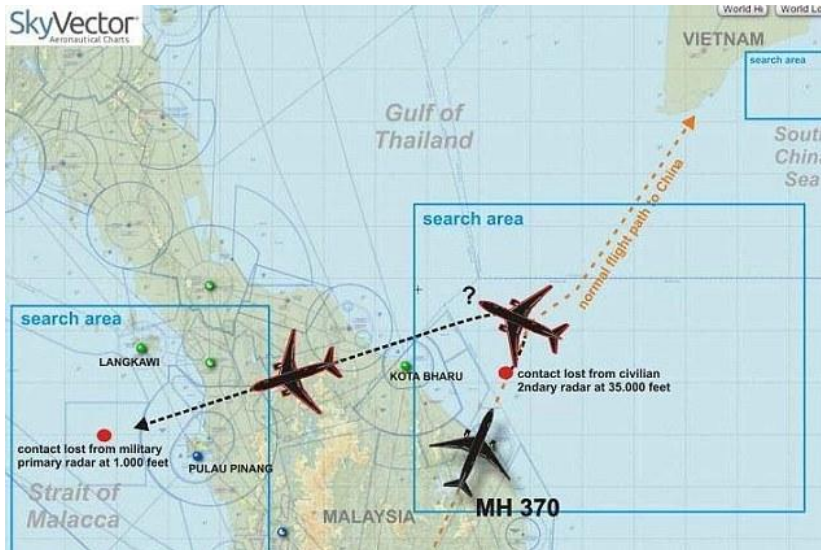 SkyVector
Aeronautical Charts
World Hi
World Lo
VIETNAM
search area
Gulf of
Thailand
South
China
Sea
normal flight path to China
search area
?
search area
LANGKAWI
KOTA BHARU
contact lost from civilian
2ndary radar at 35.000 feet
contact lost from military
primary radar at 1.000 feet
PULAU PINANG
Strait of
Malacca
MALAYSIA
MH 370